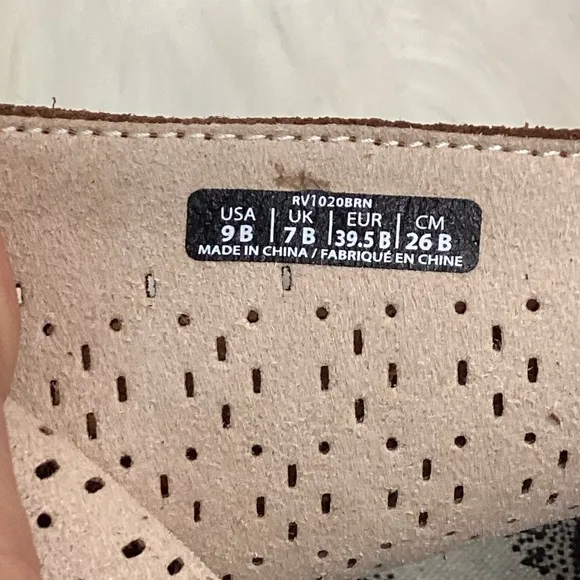 RV1020BRN
USA | UK | EUR | CM
9 B | 7 B | 39.5 B | 26 B
MADE IN CHINA / FABRIQUÉ EN CHINE